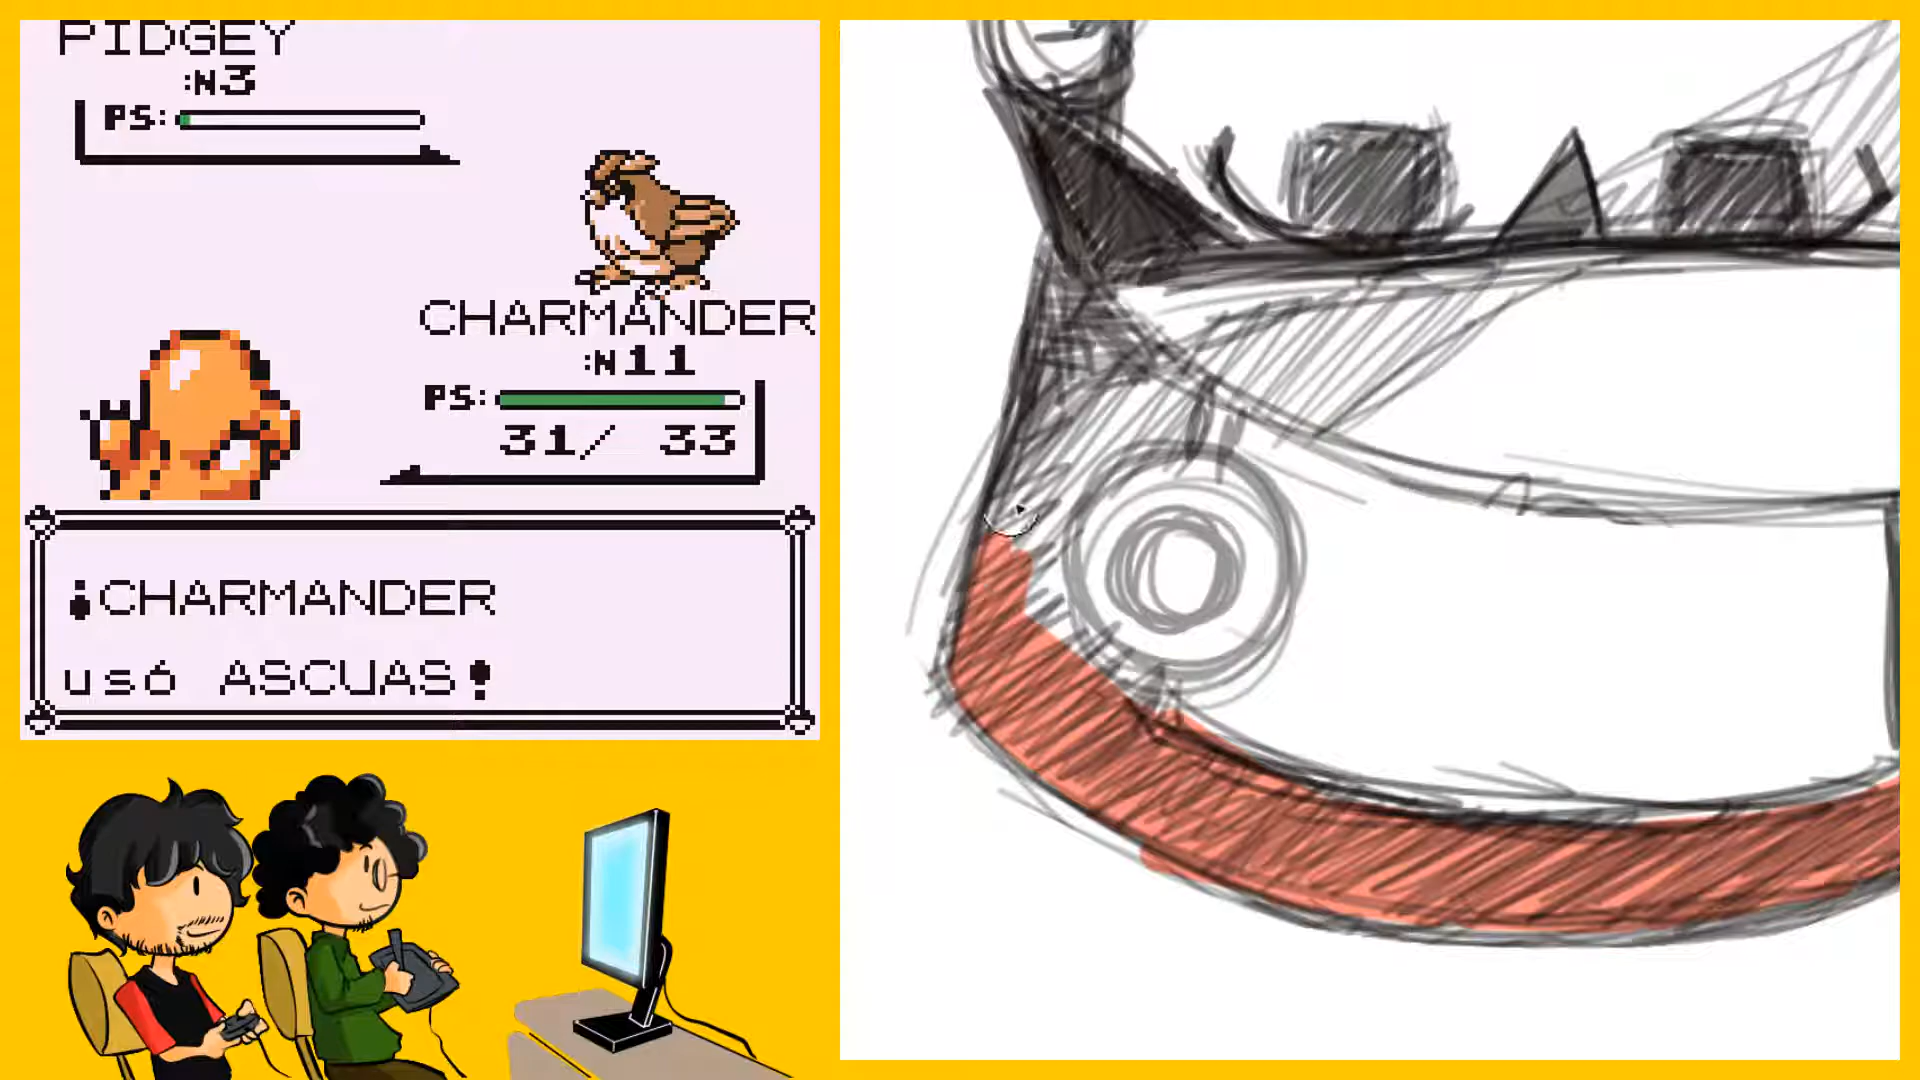 PIDGEY
:N3
PS:
CHARMANDER
:N11
PS:
31/ 33
¡CHARMANDER
usó ASCUAS!